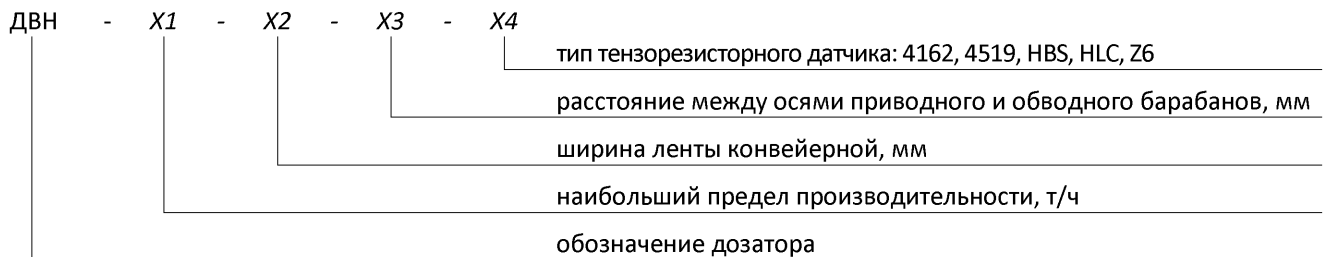 ДВН - X1 - X2 - X3 - X4
тип тензорезисторного датчика: 4162, 4519, HBS, HLC, Z6
расстояние между осями приводного и обводного барабанов, мм
ширина ленты конвейерной, мм
наибольший предел производительности, т/ч
обозначение дозатора